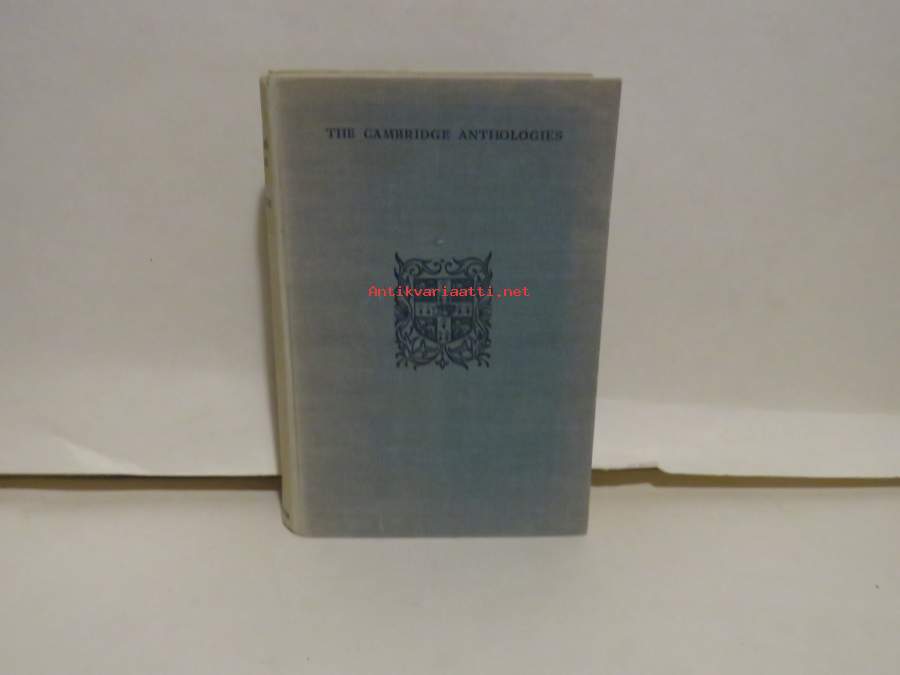 THE CAMBRIDGE ANTHOLOGIES
Antikvariaatti.net